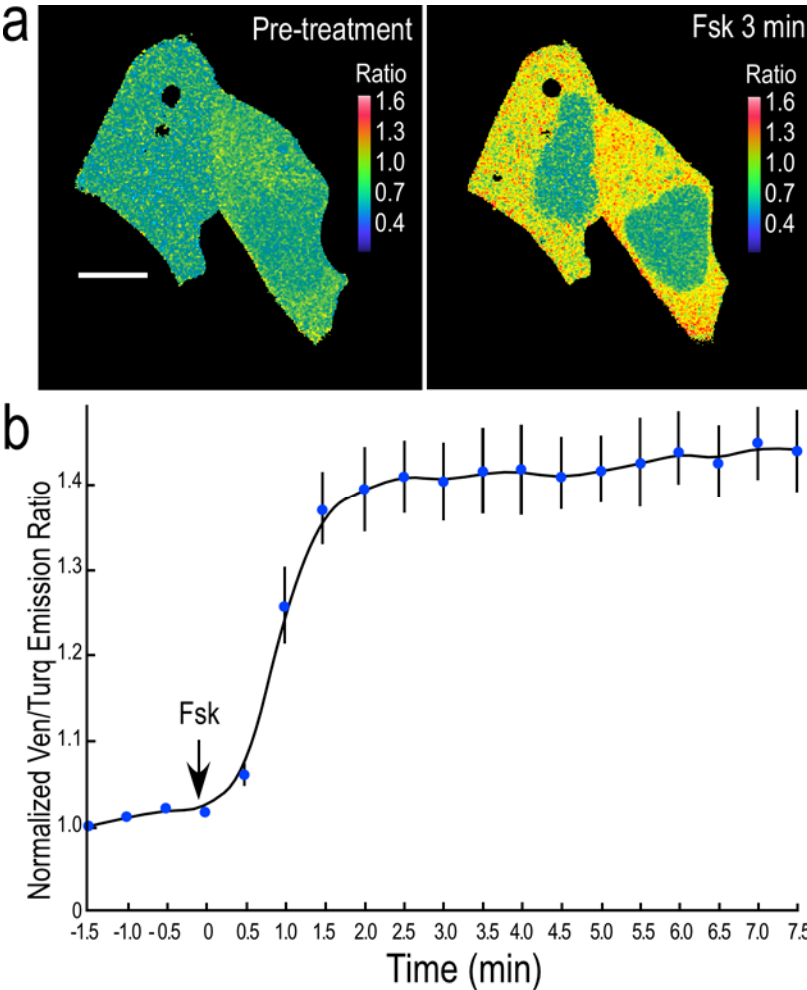 a
Pre-treatment
Ratio
1.6
1.3
1.0
0.7
0.4
Fsk 3 min
Ratio
1.6
1.3
1.0
0.7
0.4
b
Normalized Ven/Turq Emission Ratio
1.4
1.3
1.2
1.1
1.0
0
Fsk
-1.5 -1.0 -0.5 0 0.5 1.0 1.5 2.0 2.5 3.0 3.5 4.0 4.5 5.0 5.5 6.0 6.5 7.0 7.5
Time (min)